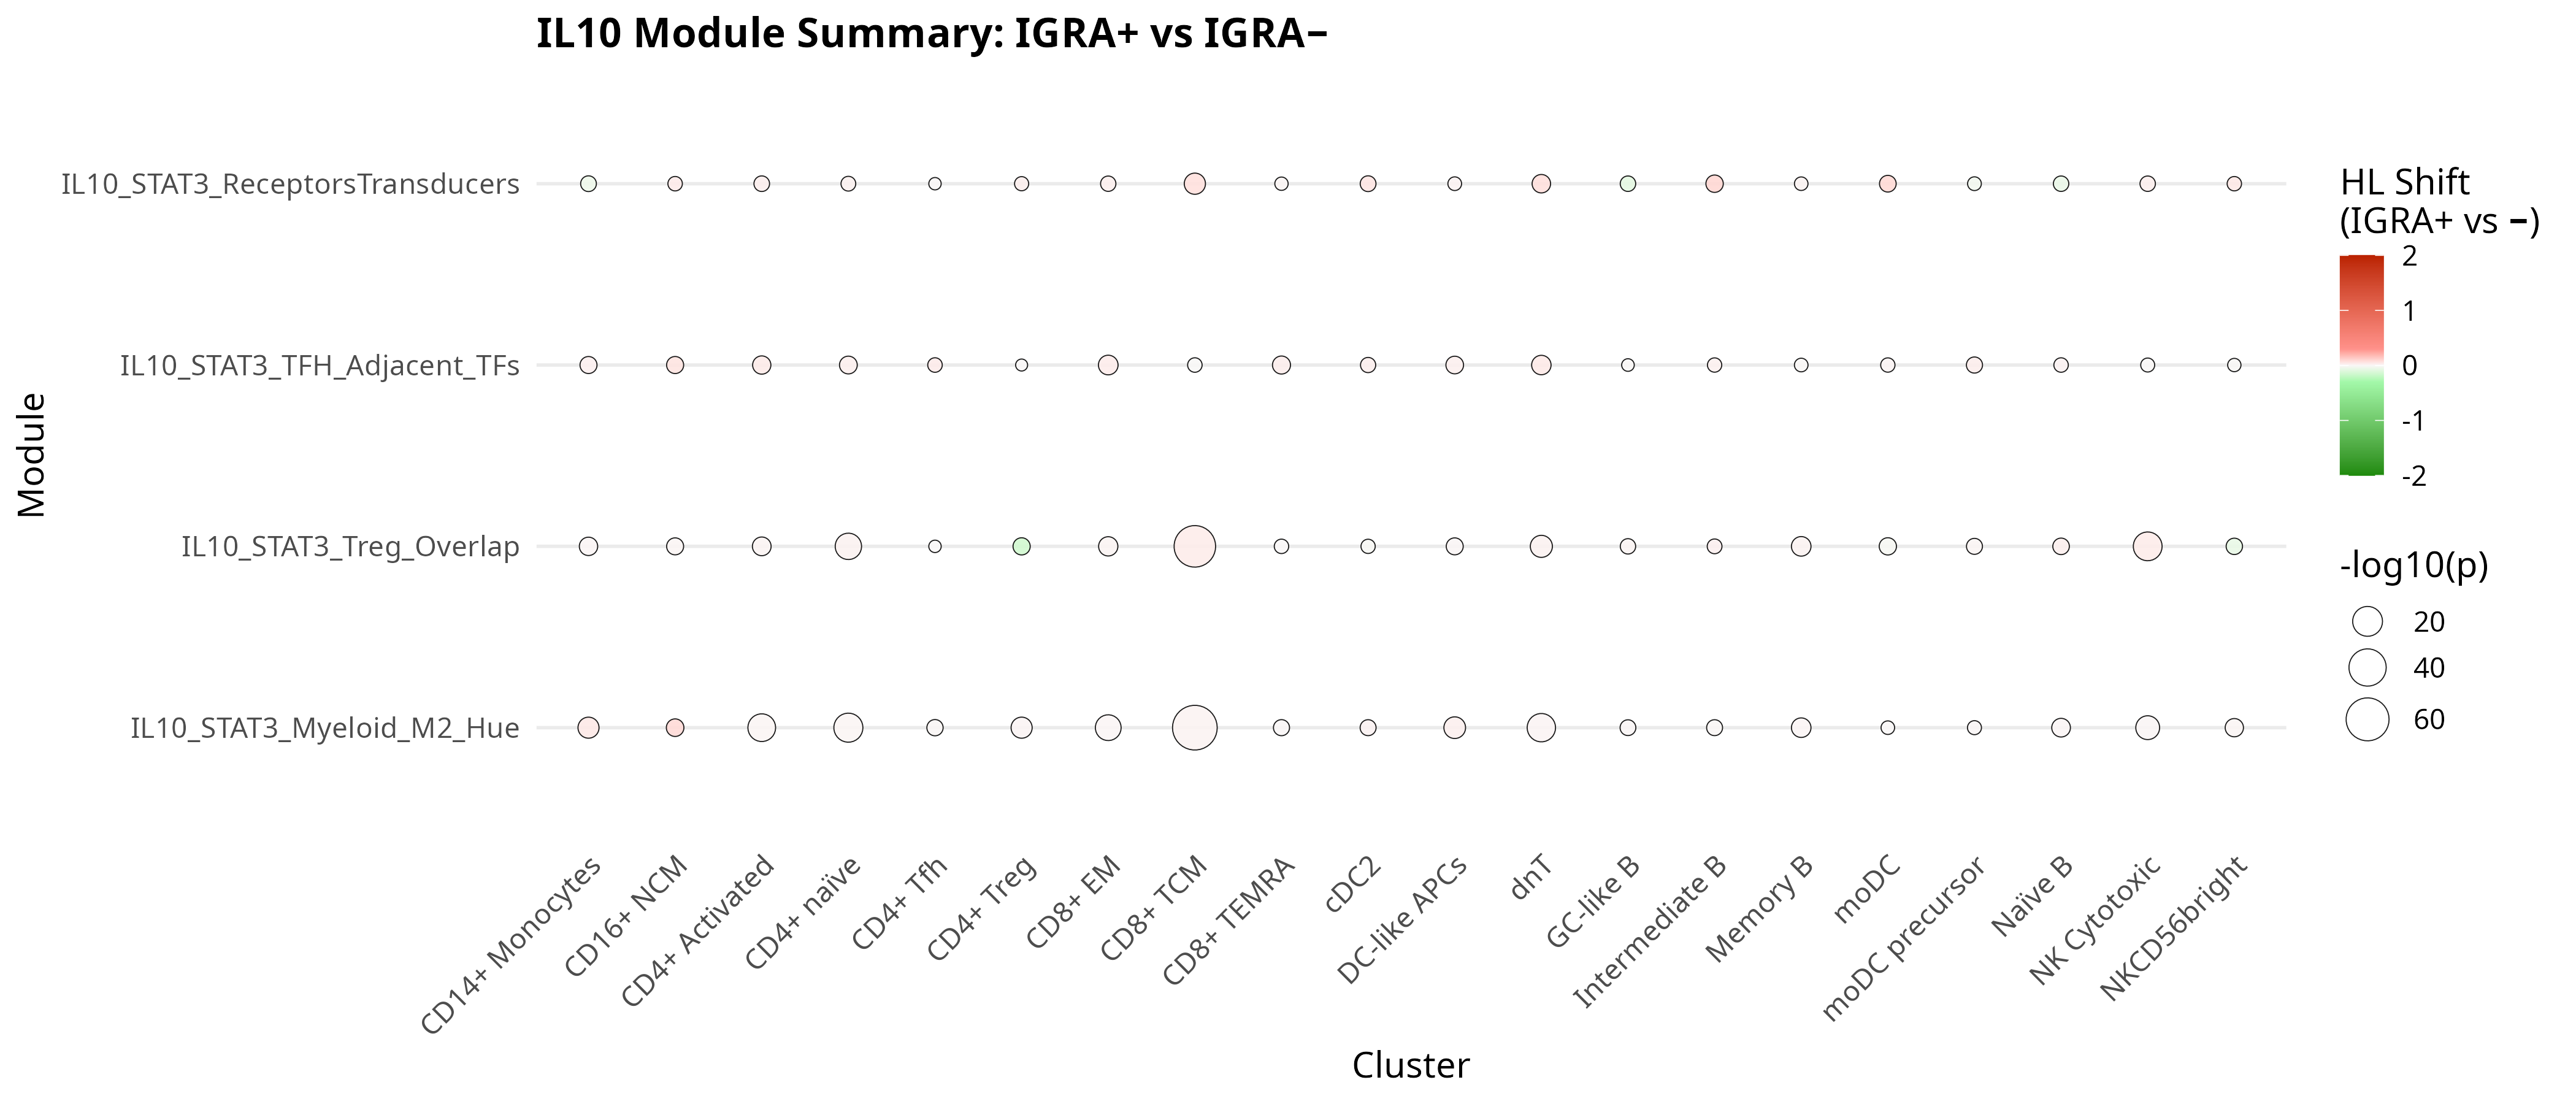 IL10 Module Summary: IGRA+ vs IGRA−
Module
IL10_STAT3_ReceptorsTransducers
IL10_STAT3_TFH_Adjacent_TFs
IL10_STAT3_Treg_Overlap
IL10_STAT3_Myeloid_M2_Hue
CD14+ Monocytes
CD16+ NCM
CD4+ Activated
CD4+ naïve
CD4+ Tfh
CD4+ Treg
CD8+ EM
CD8+ TCM
CD8+ TEMRA
cDC2
DC-like APCs
dnT
GC-like B
Intermediate B
Memory B
moDC
moDC precursor
Naïve B
NK Cytotoxic
NKCD56bright
Cluster
HL Shift
(IGRA+ vs −)
2
1
0
-1
-2
-log10(p)
20
40
60